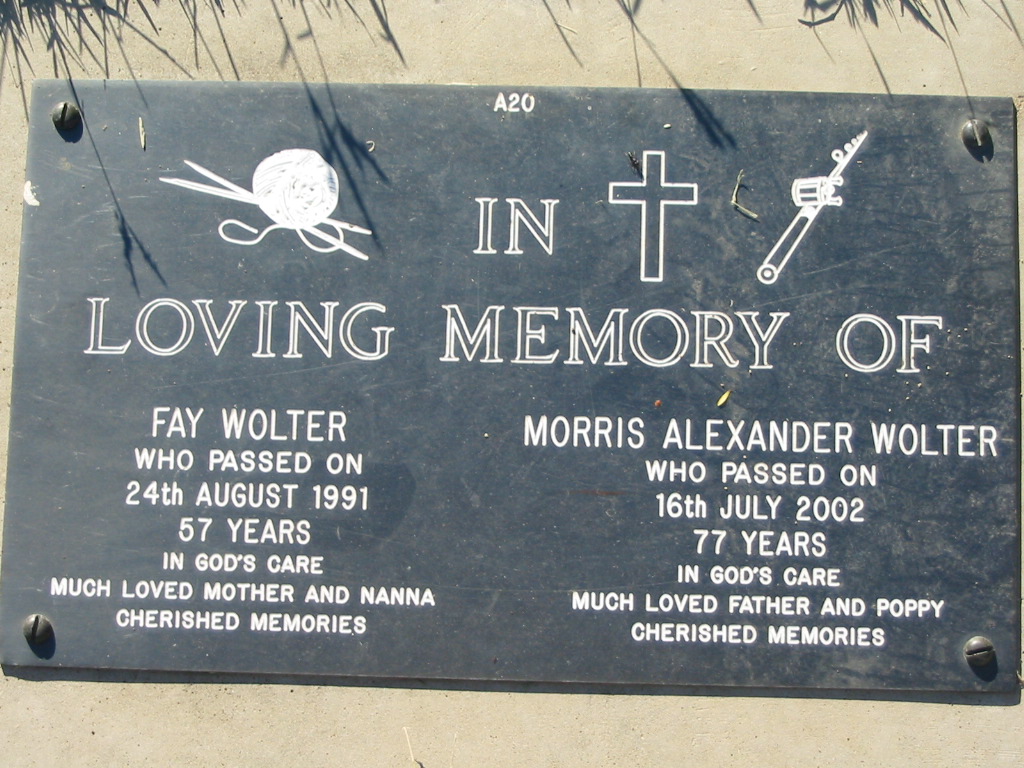 A20
IN
LOVING MEMORY OF
FAY WOLTER
WHO PASSED ON
24th AUGUST 1991
57 YEARS
IN GOD'S CARE
MUCH LOVED MOTHER AND NANNA
CHERISHED MEMORIES
MORRIS ALEXANDER WOLTER
WHO PASSED ON
16th JULY 2002
77 YEARS
IN GOD'S CARE
MUCH LOVED FATHER AND POPPY
CHERISHED MEMORIES